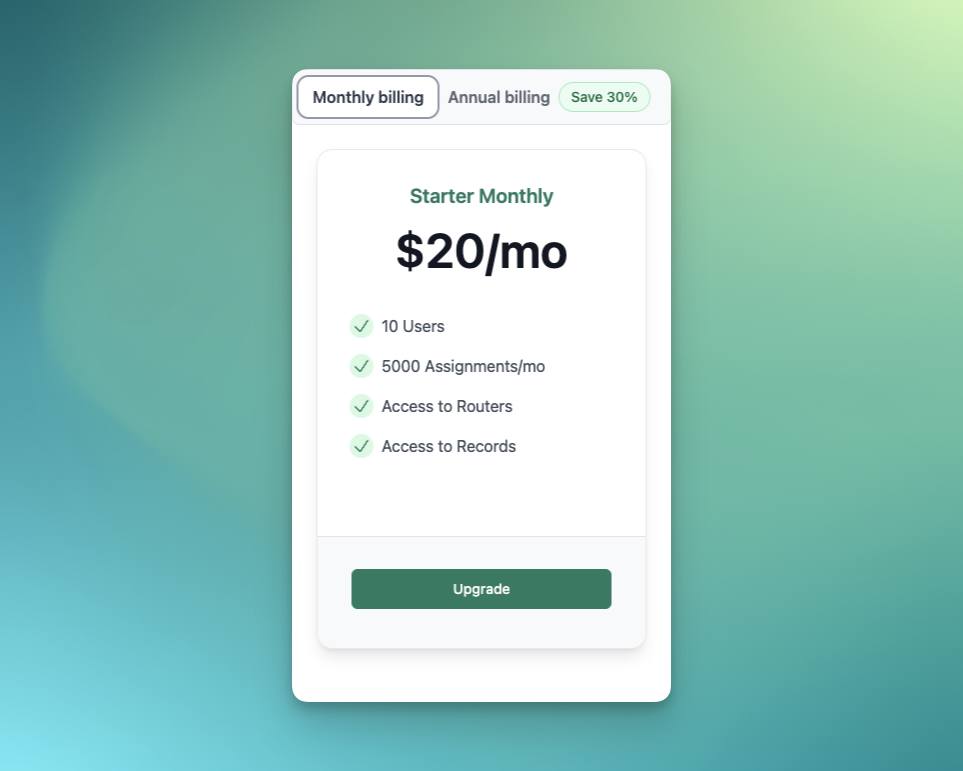 Monthly billing Annual billing Save 30%
Starter Monthly
$20/mo
10 Users
5000 Assignments/mo
Access to Routers
Access to Records
Upgrade